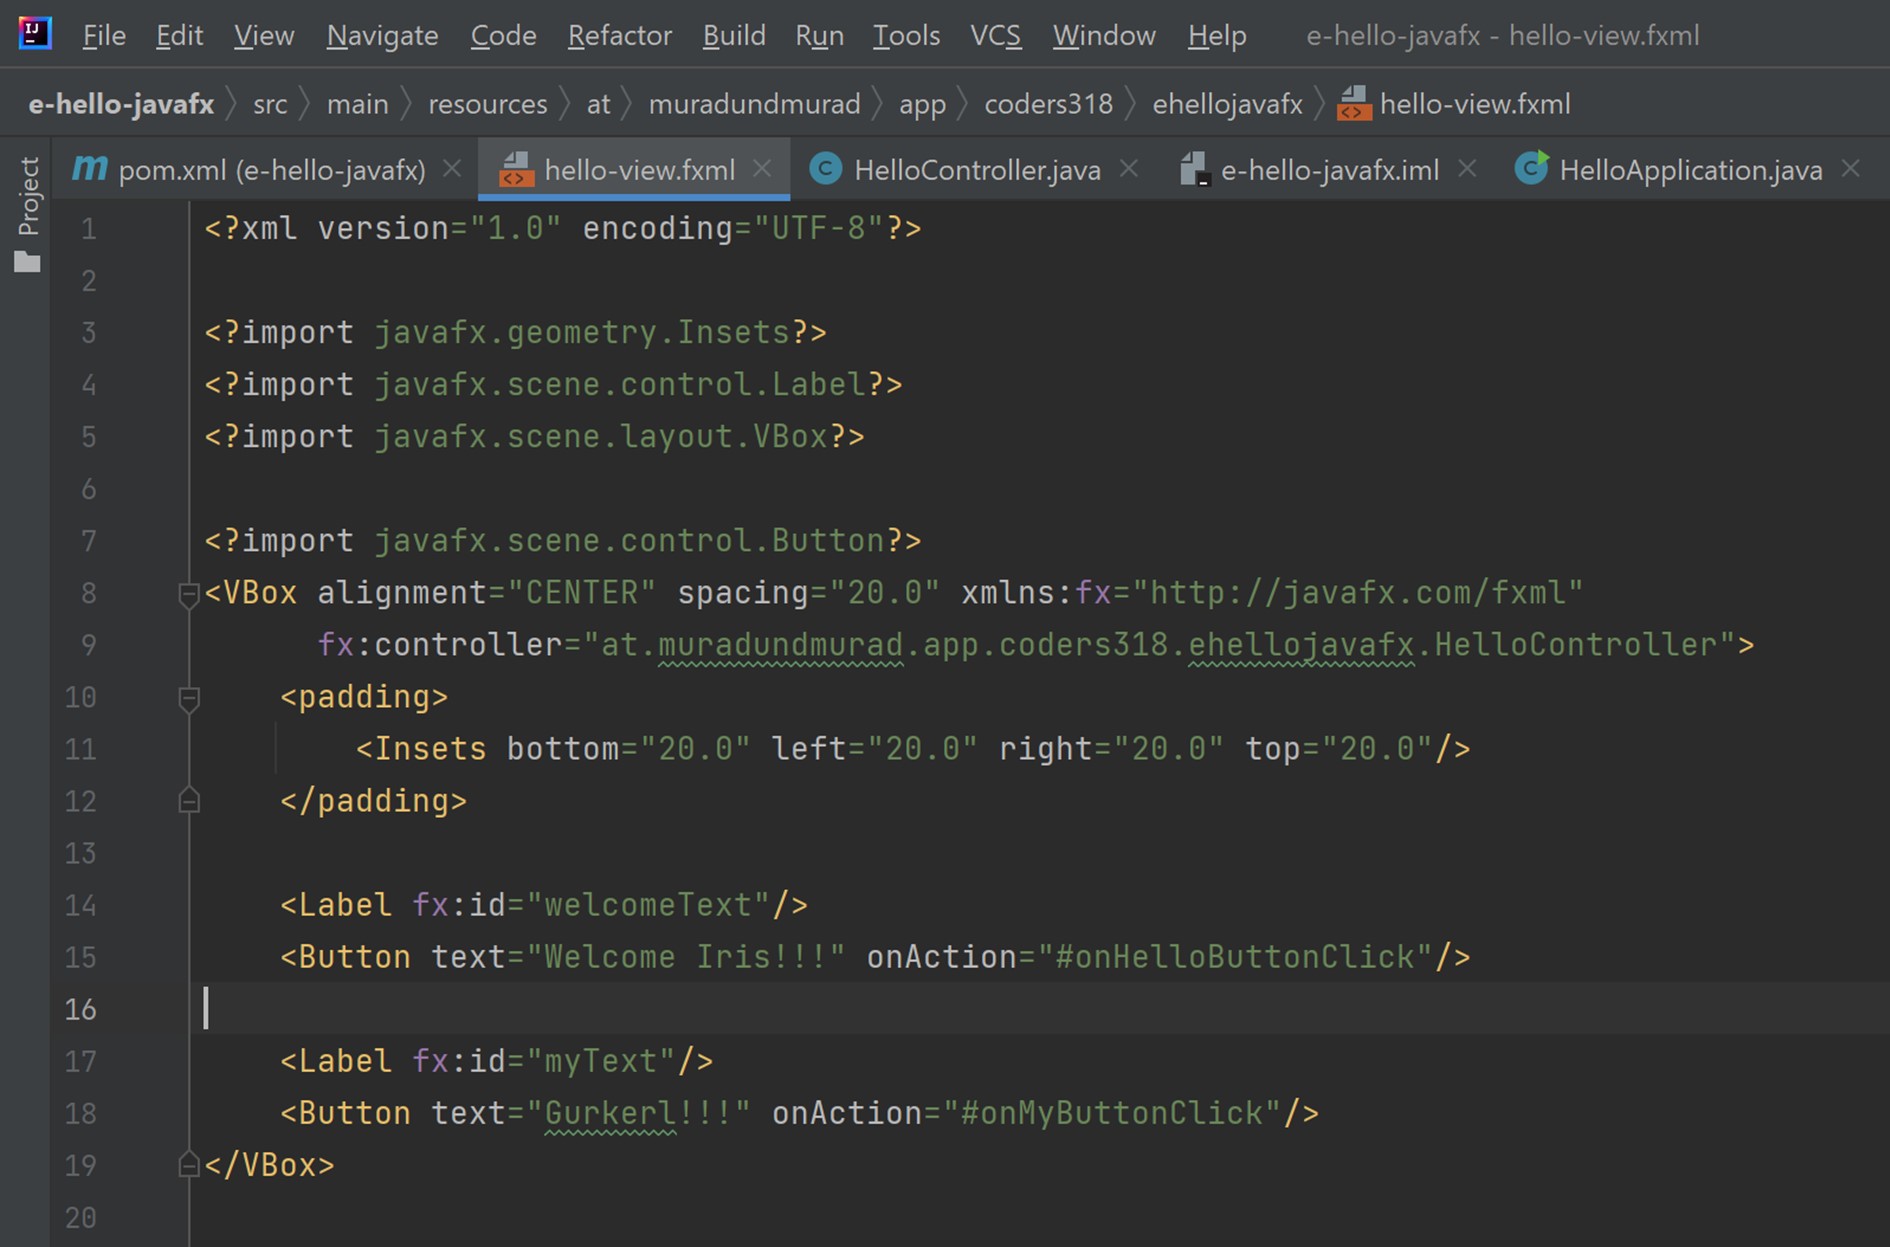 IJ File Edit View Navigate Code Refactor Build Run Tools VCS Window Help e-hello-javafx - hello-view.fxml
e-hello-javafx src main resources at muradundmurad app coders318 ehellojavafx hello-view.fxml
Project
m pom.xml (e-hello-javafx) hello-view.fxml C HelloController.java e-hello-javafx.iml C HelloApplication.java
1 <?xml version="1.0" encoding="UTF-8"?>
2
3 <?import javafx.geometry.Insets?>
4 <?import javafx.scene.control.Label?>
5 <?import javafx.scene.layout.VBox?>
6
7 <?import javafx.scene.control.Button?>
8 <VBox alignment="CENTER" spacing="20.0" xmlns:fx="http://javafx.com/fxml"
9 fx:controller="at.muradundmurad.app.coders318.ehellojavafx.HelloController">
10 <padding>
11 <Insets bottom="20.0" left="20.0" right="20.0" top="20.0"/>
12 </padding>
13
14 <Label fx:id="welcomeText"/>
15 <Button text="Welcome Iris!!!" onAction="#onHelloButtonClick"/>
16
17 <Label fx:id="myText"/>
18 <Button text="Gurkerl!!!" onAction="#onMyButtonClick"/>
19 </VBox>
20